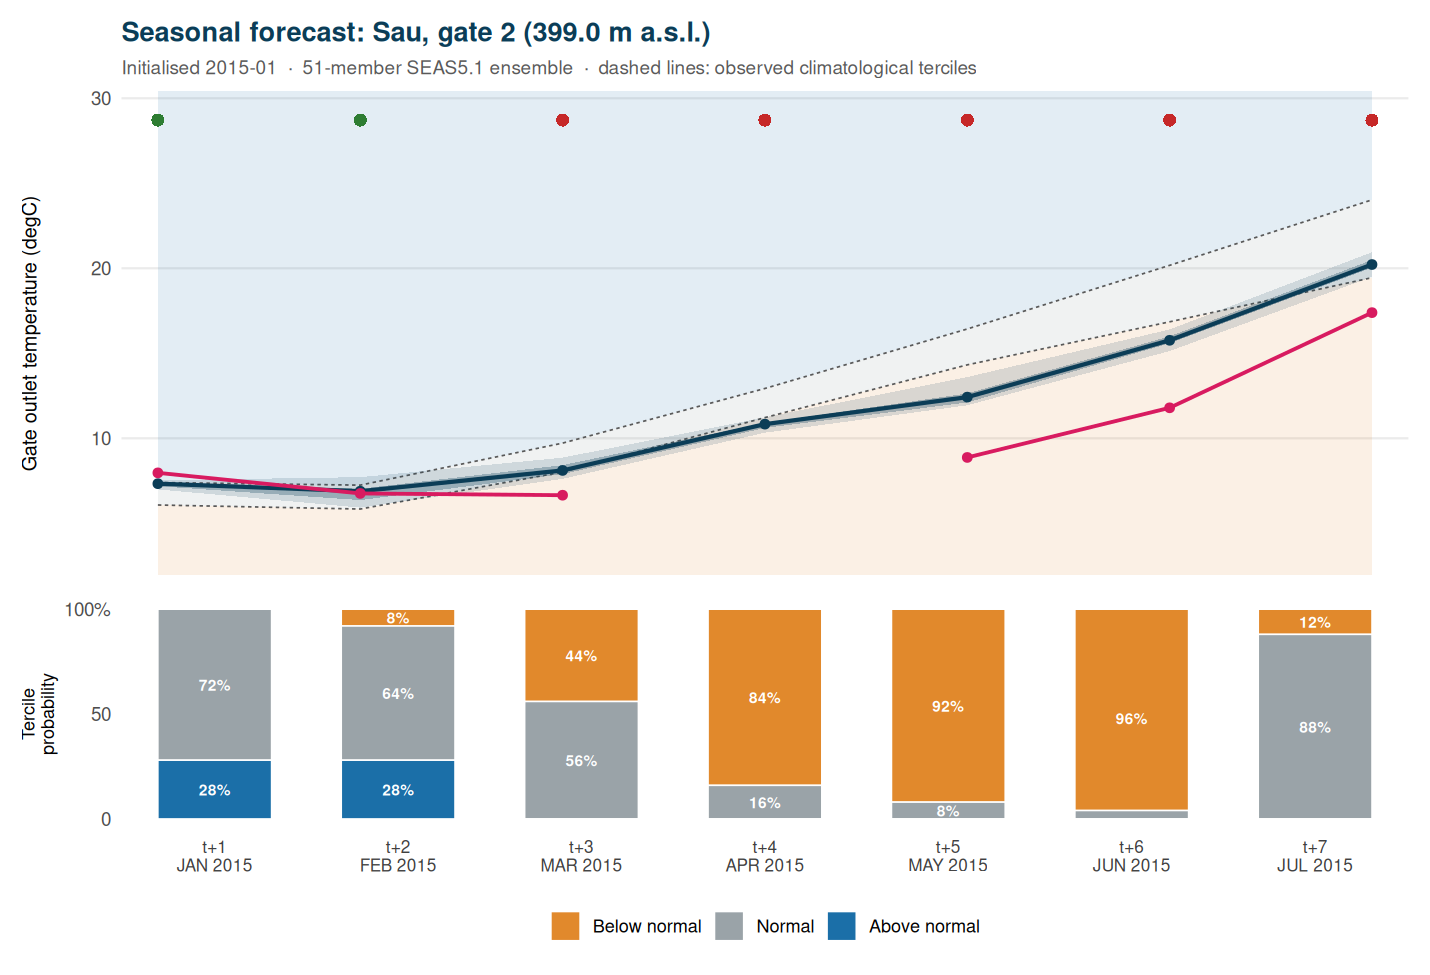 Seasonal forecast: Sau, gate 2 (399.0 m a.s.l.)
Initialised 2015-01 · 51-member SEAS5.1 ensemble · dashed lines: observed climatological terciles
Gate outlet temperature (degC)
30
20
10
Tercile
probability
100%
50
0
72%
28%
8%
64%
28%
44%
56%
84%
16%
92%
8%
96%
12%
88%
t+1
JAN 2015
t+2
FEB 2015
t+3
MAR 2015
t+4
APR 2015
t+5
MAY 2015
t+6
JUN 2015
t+7
JUL 2015
Below normal
Normal
Above normal